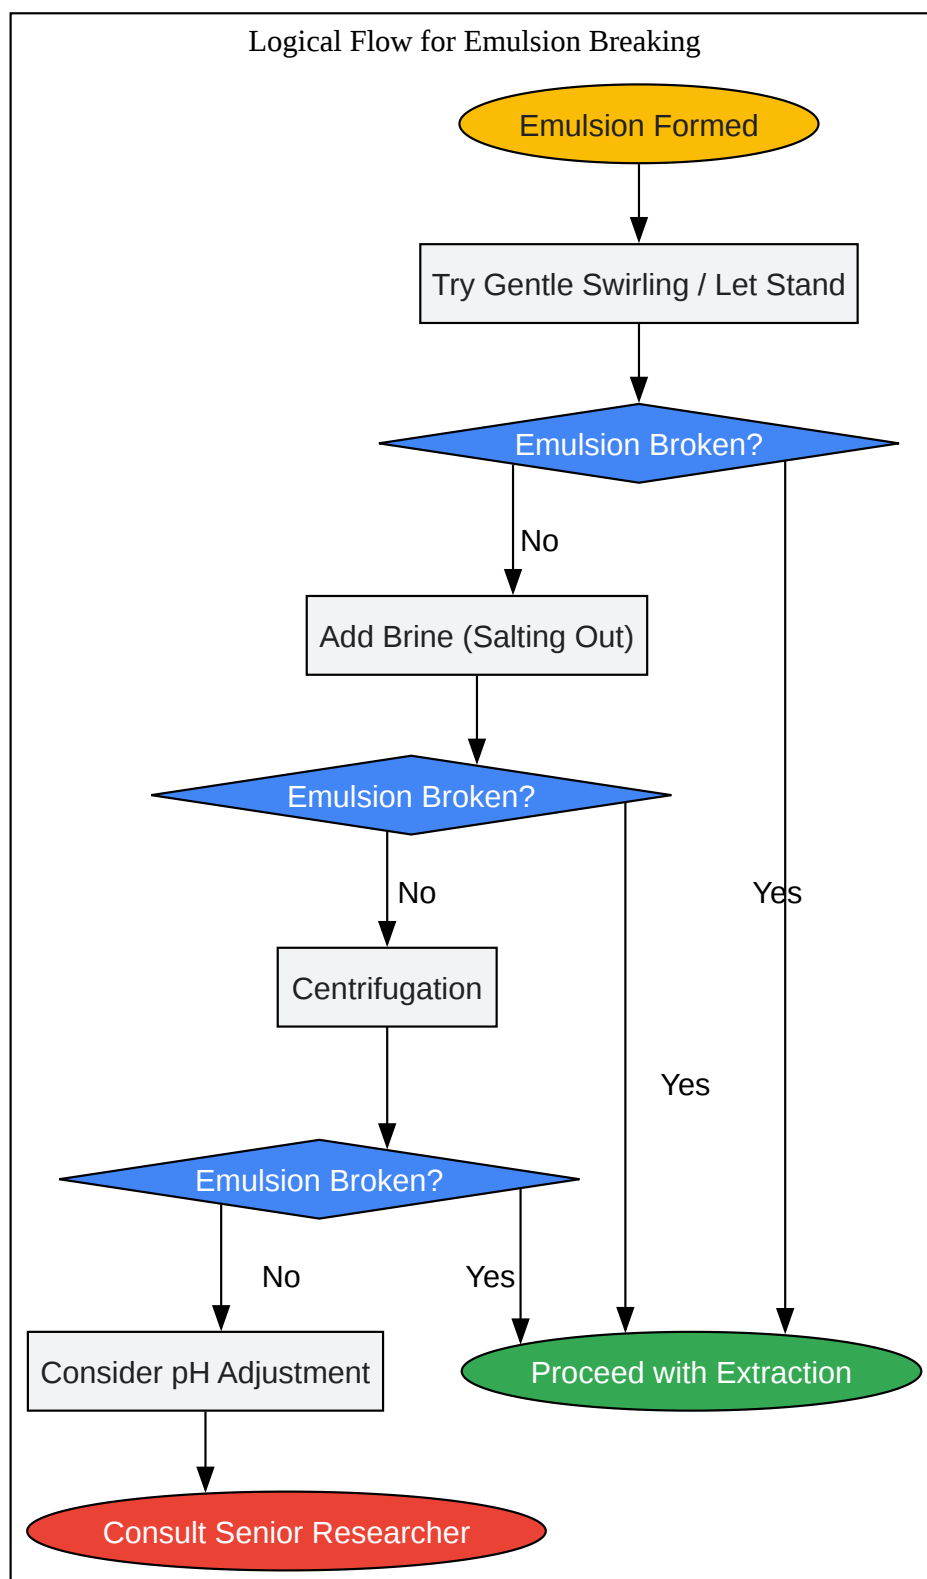 Logical Flow for Emulsion Breaking
Emulsion Formed
Try Gentle Swirling / Let Stand
Emulsion Broken?
No
Add Brine (Salting Out)
Emulsion Broken?
No
Yes
Centrifugation
Yes
Emulsion Broken?
No
Yes
Consider pH Adjustment
Proceed with Extraction
Consult Senior Researcher